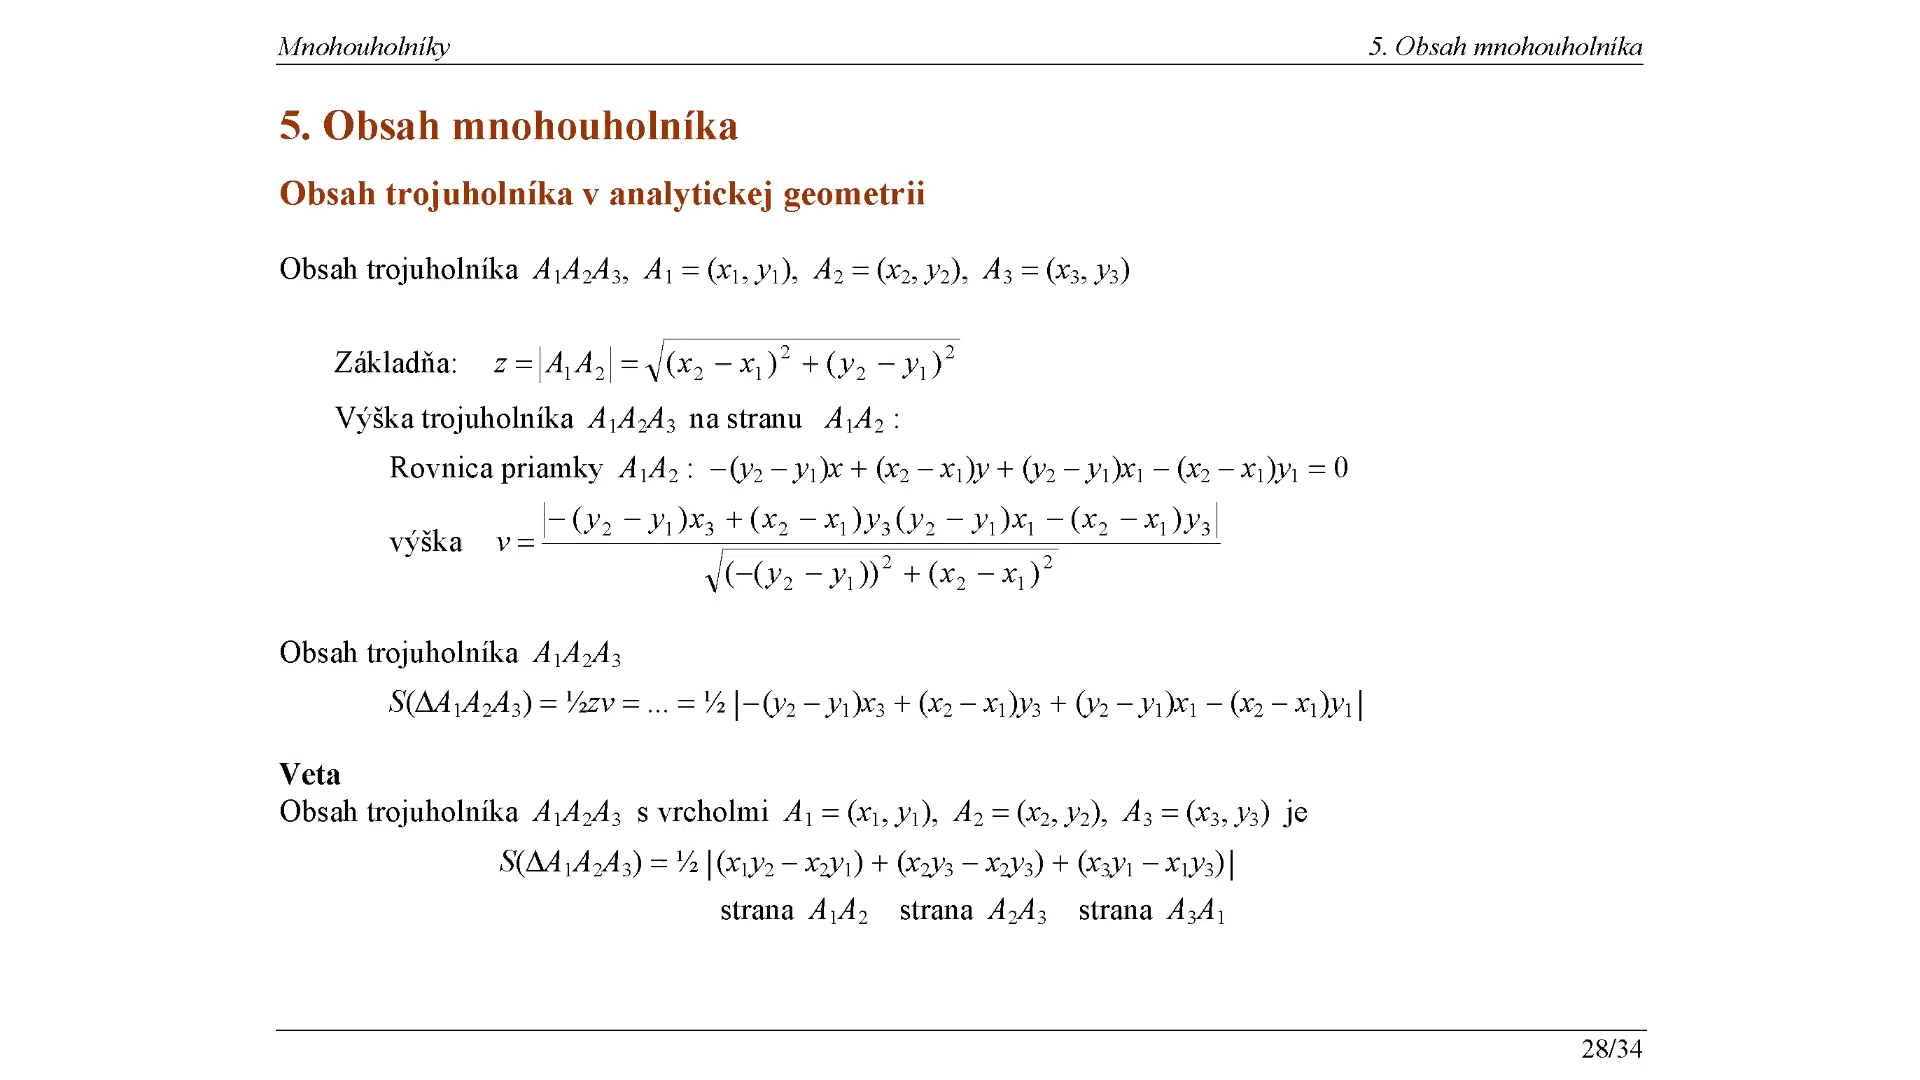 Mnohouholníky 5. Obsah mnohouholníka
5. Obsah mnohouholníka
Obsah trojuholníka v analytickej geometrii
Obsah trojuholníka A₁A₂A₃, A₁ = (x₁, y₁), A₂ = (x₂, y₂), A₃ = (x₃, y₃)
Základňa: z = |A₁A₂| = √((x₂ − x₁)² + (y₂ − y₁)²)
Výška trojuholníka A₁A₂A₃ na stranu A₁A₂ :
Rovnica priamky A₁A₂ : −(y₂ − y₁)x + (x₂ − x₁)y + (y₂ − y₁)x₁ − (x₂ − x₁)y₁ = 0
výška v = |−(y₂ − y₁)x₃ + (x₂ − x₁)y₃(y₂ − y₁)x₁ − (x₂ − x₁)y₃| / √((−(y₂ − y₁))² + (x₂ − x₁)²)
Obsah trojuholníka A₁A₂A₃
S(ΔA₁A₂A₃) = ½zv = ... = ½ |−(y₂ − y₁)x₃ + (x₂ − x₁)y₃ + (y₂ − y₁)x₁ − (x₂ − x₁)y₁|
Veta
Obsah trojuholníka A₁A₂A₃ s vrcholmi A₁ = (x₁, y₁), A₂ = (x₂, y₂), A₃ = (x₃, y₃) je
S(ΔA₁A₂A₃) = ½ |(x₁y₂ − x₂y₁) + (x₂y₃ − x₂y₃) + (x₃y₁ − x₁y₃)|
strana A₁A₂ strana A₂A₃ strana A₃A₁
28/34